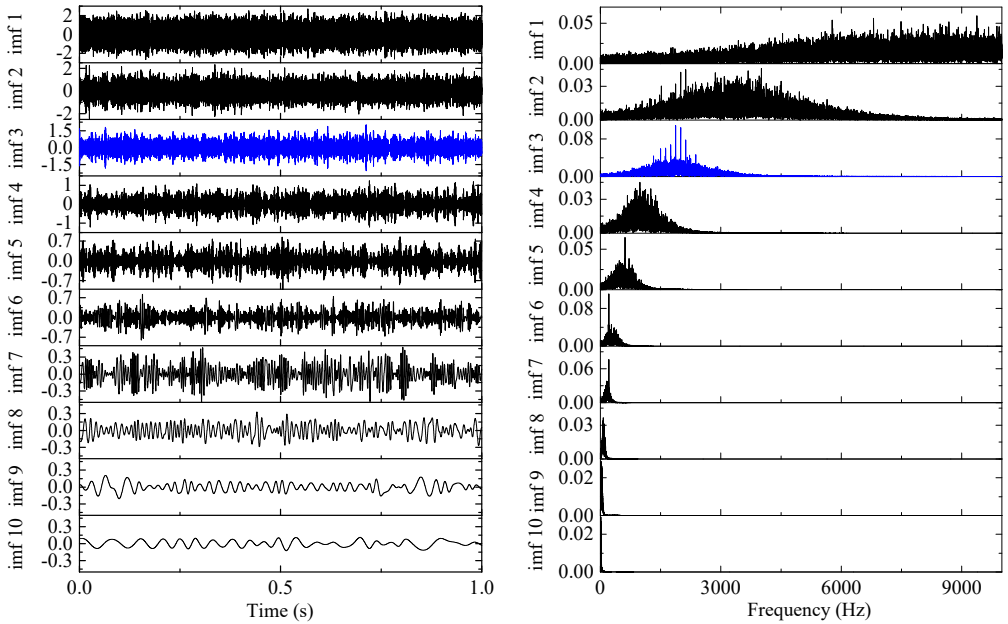 imf 1
2
0
-2
imf 2
2
0
-2
imf 3
1.5
0.0
-1.5
imf 4
1
0
-1
imf 5
0.7
0.0
-0.7
imf 6
0.7
0.0
-0.7
imf 7
0.3
0.0
-0.3
imf 8
0.3
0.0
-0.3
imf 9
0.3
0.0
-0.3
imf 10
0.3
0.0
-0.3
0.0 0.5 1.0
Time (s)
imf 1
0.05
0.00
imf 2
0.03
0.00
imf 3
0.08
0.00
imf 4
0.03
0.00
imf 5
0.05
0.00
imf 6
0.08
0.00
imf 7
0.06
0.00
imf 8
0.03
0.00
imf 9
0.02
0.00
imf 10
0.02
0.00
0 3000 6000 9000
Frequency (Hz)